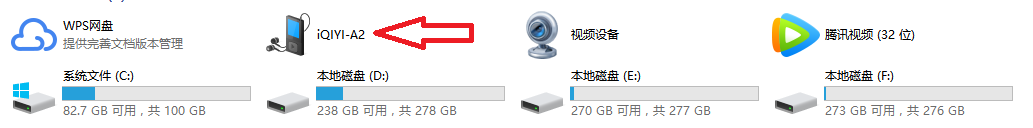 WPS网盘
提供完善文档版本管理
iQIYI-A2
视频设备
腾讯视频 (32 位)
系统文件 (C:)
82.7 GB 可用，共 100 GB
本地磁盘 (D:)
238 GB 可用，共 278 GB
本地磁盘 (E:)
270 GB 可用，共 277 GB
本地磁盘 (F:)
273 GB 可用，共 276 GB